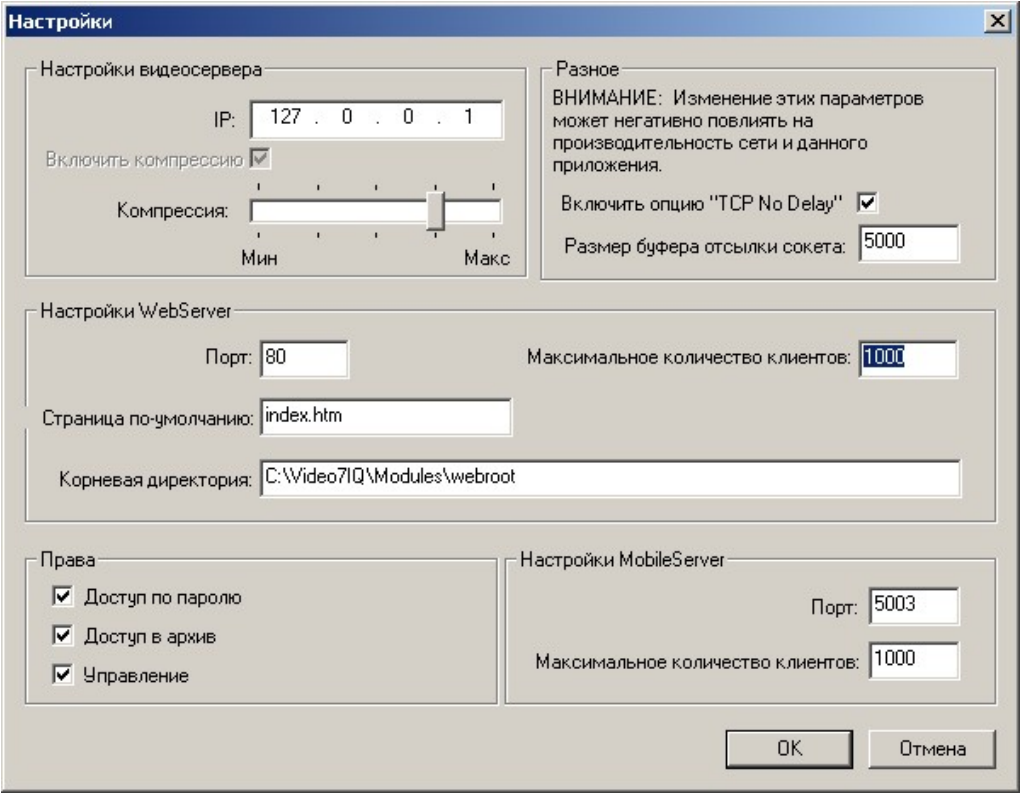 Настройки
Настройки видеосервера
IP: 127 . 0 . 0 . 1
Включить компрессию
Компрессия:
Мин Макс
Разное
ВНИМАНИЕ: Изменение этих параметров
может негативно повлиять на
производительность сети и данного
приложения.
Включить опцию "TCP No Delay"
Размер буфера отсылки сокета: 5000
Настройки WebServer
Порт: 80
Максимальное количество клиентов: 1000
Страница по-умолчанию: index.htm
Корневая директория: C:\Video7IQ\Modules\webroot
Права
Доступ по паролю
Доступ в архив
Управление
Настройки MobileServer
Порт: 5003
Максимальное количество клиентов: 1000
OK Отмена